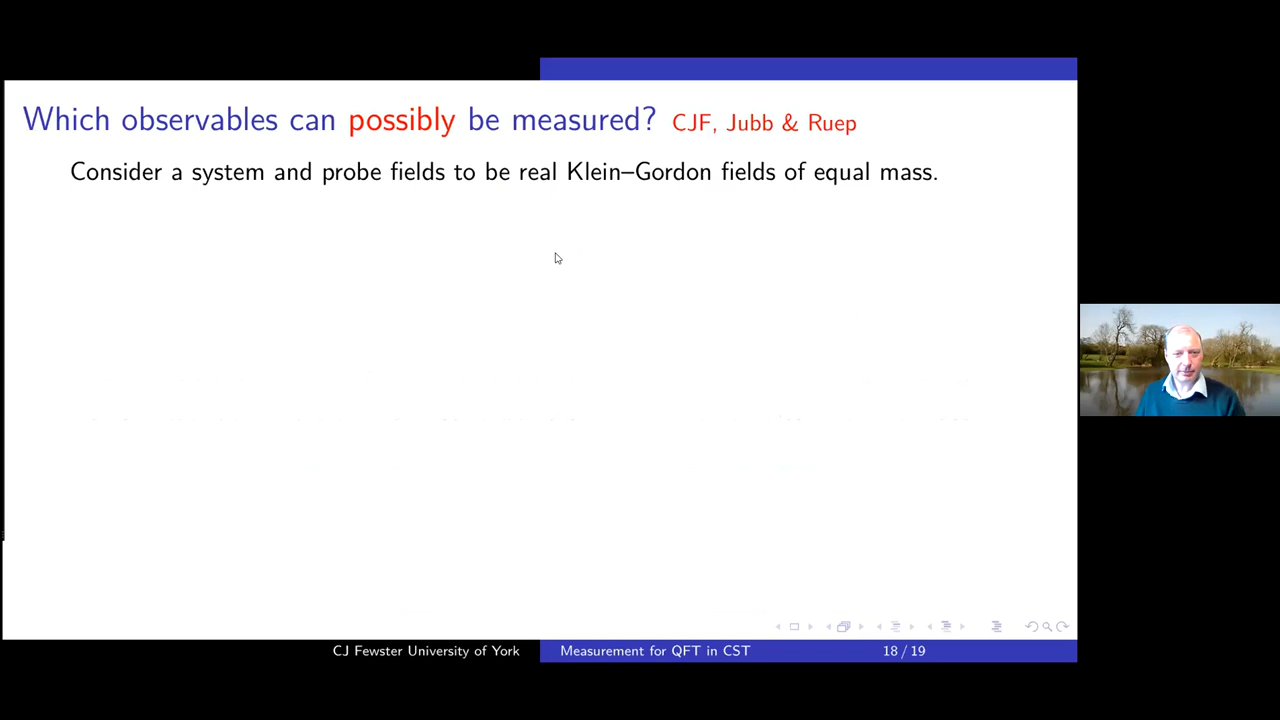 Which observables can possibly be measured? CJF, Jubb & Ruep
Consider a system and probe fields to be real Klein–Gordon fields of equal mass.
CJ Fewster University of York Measurement for QFT in CST 18 / 19